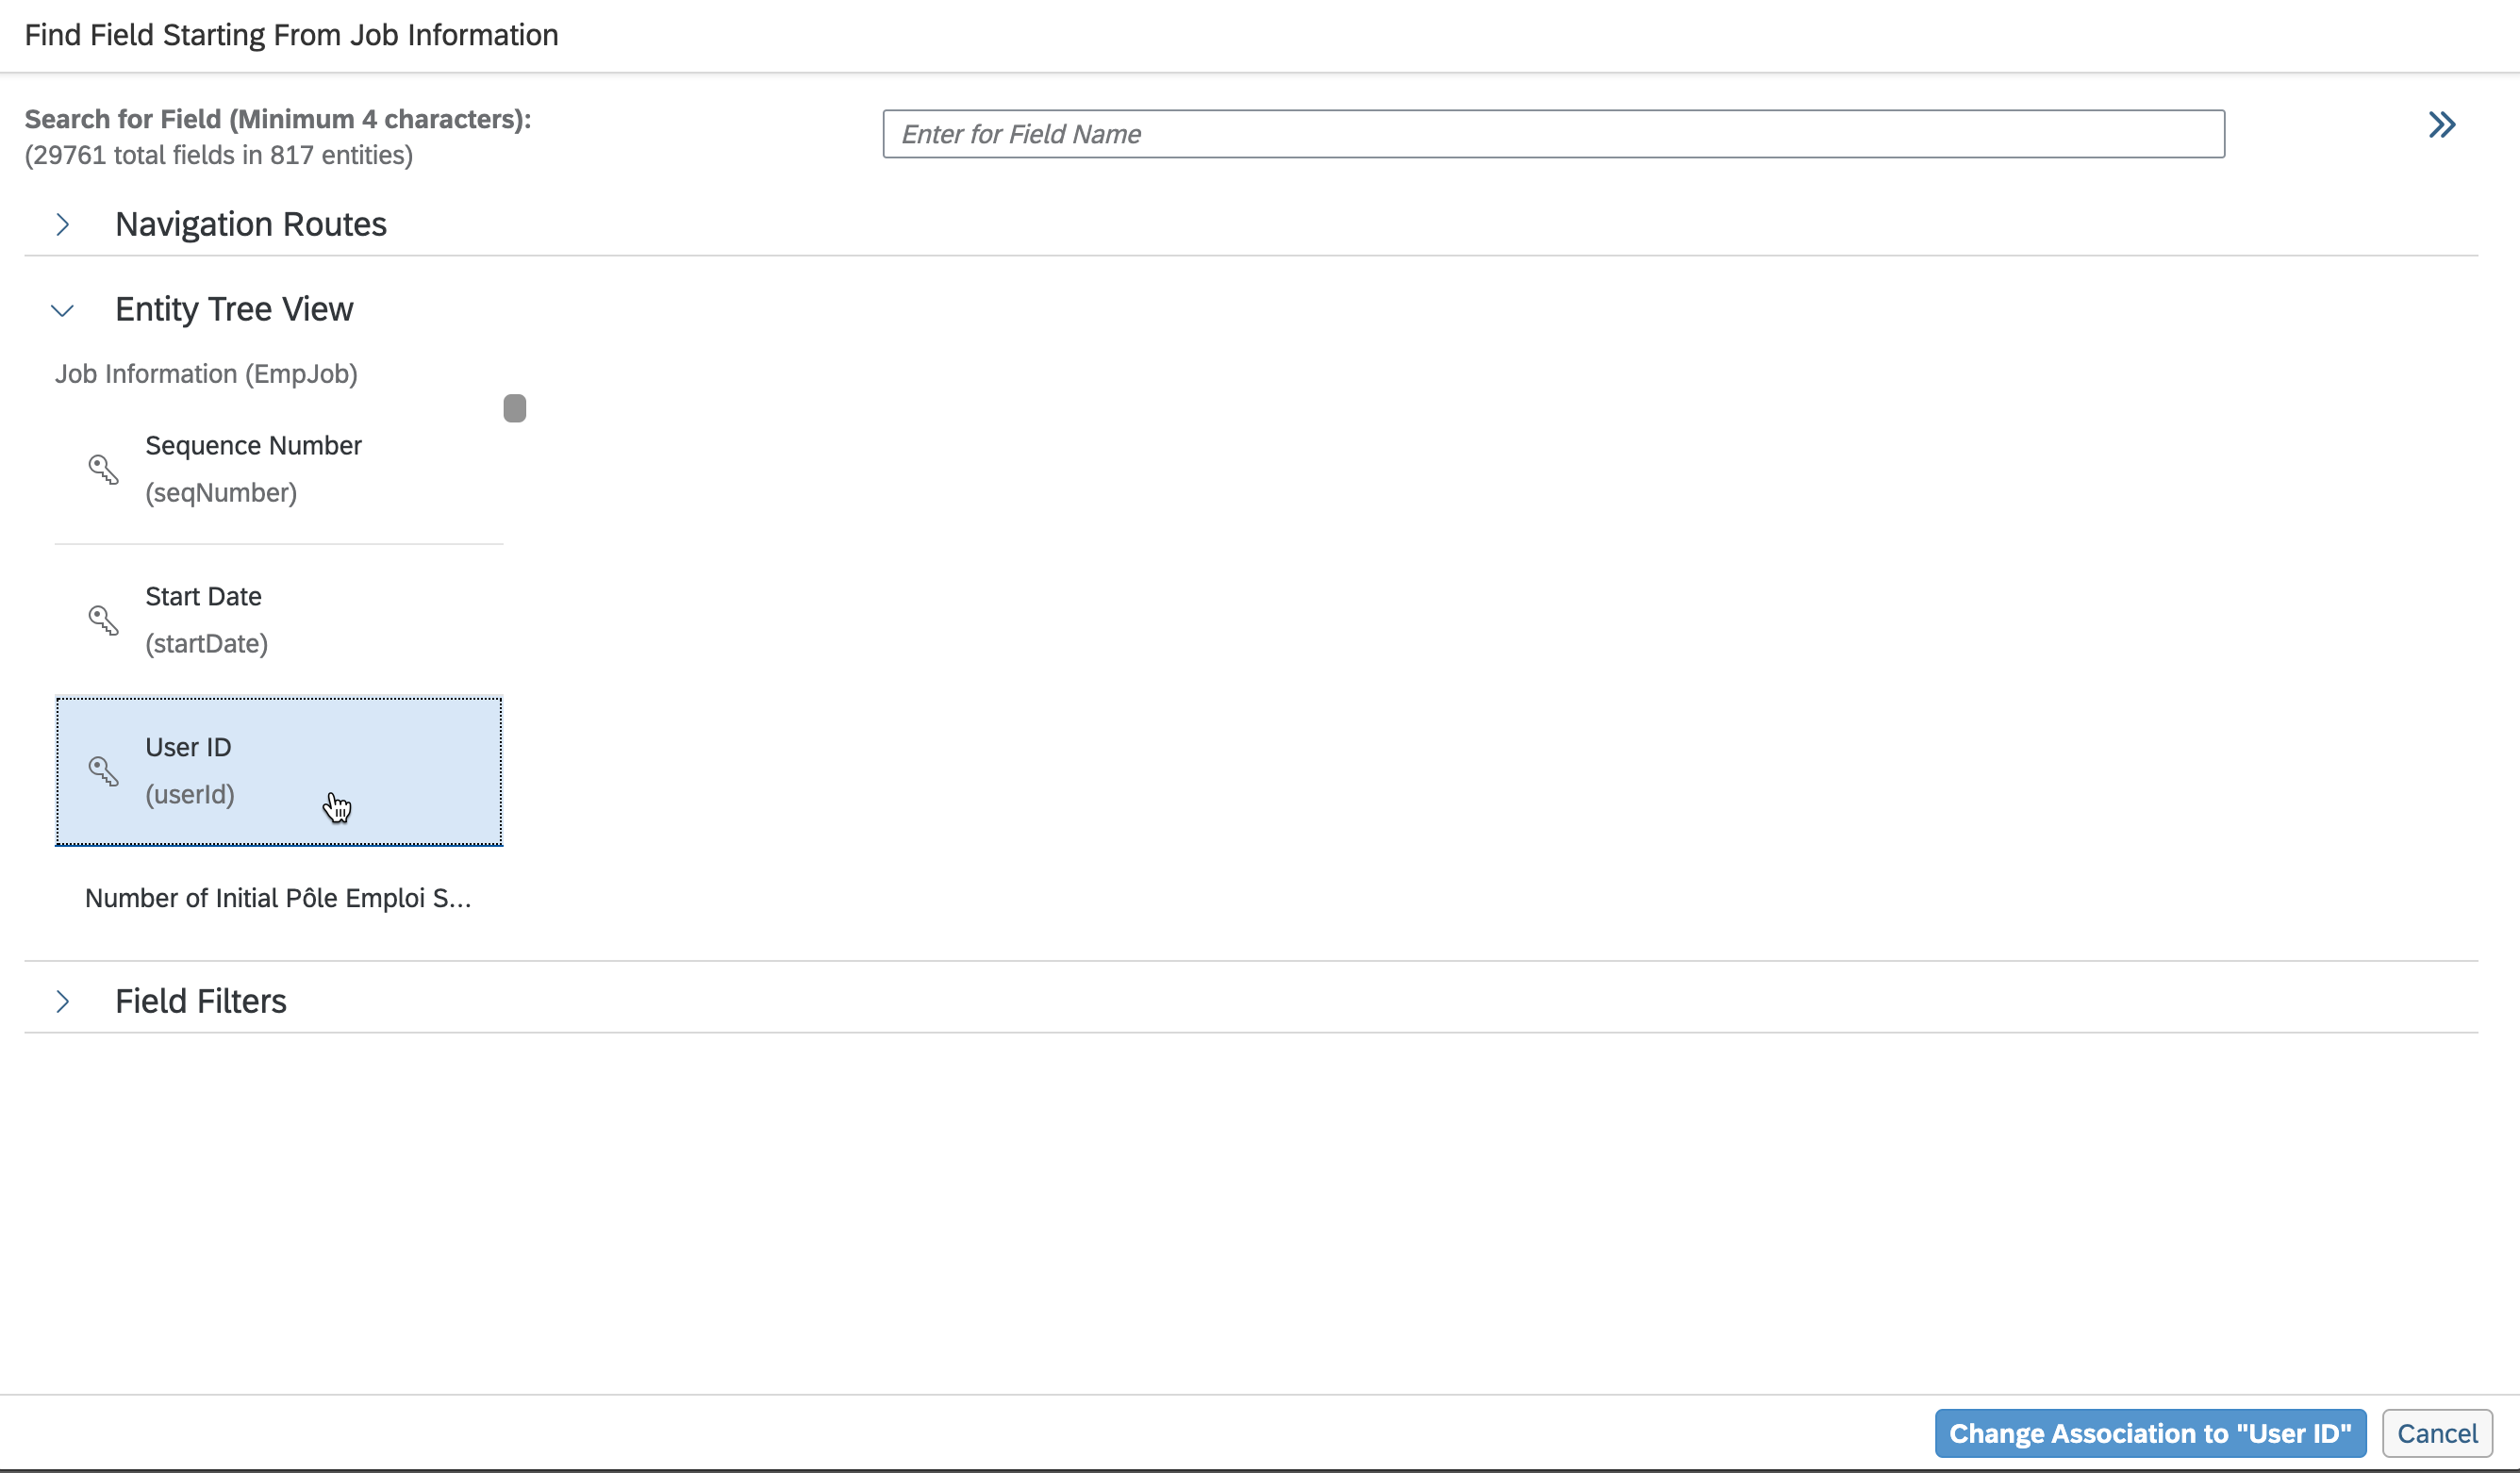 Find Field Starting From Job Information
Search for Field (Minimum 4 characters):
(29761 total fields in 817 entities)
Enter for Field Name
Navigation Routes
Entity Tree View
Job Information (EmpJob)
Sequence Number
(seqNumber)
Start Date
(startDate)
User ID
(userId)
Number of Initial Pôle Emploi S...
Field Filters
Change Association to "User ID"
Cancel